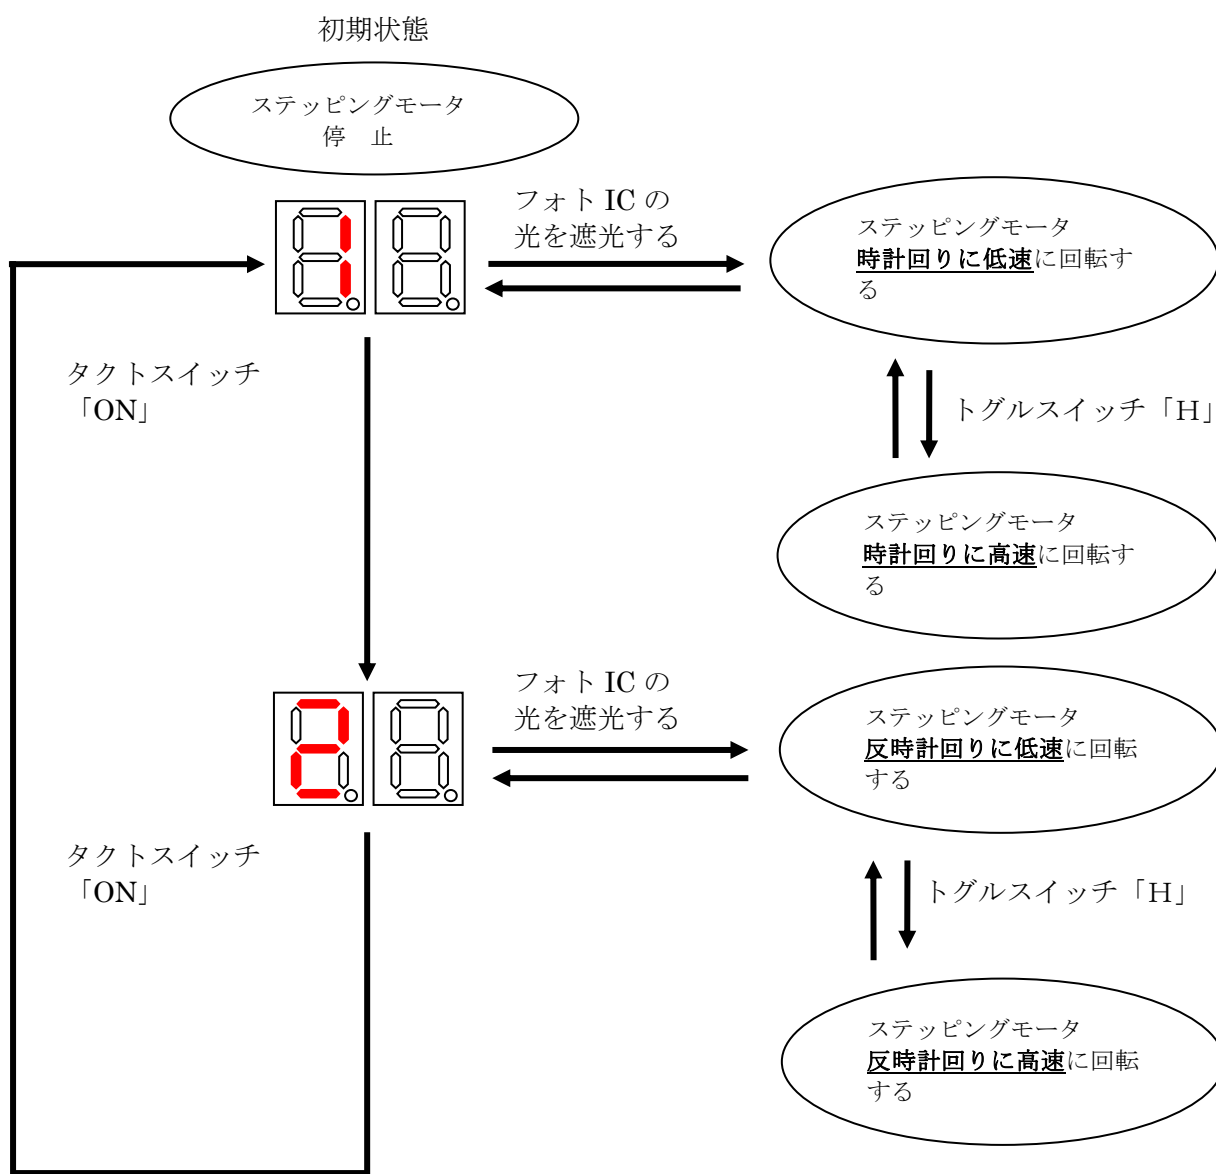 初期状態
ステッピングモータ
停　止
フォト IC の
光を遮光する
ステッピングモータ
時計回りに低速に回転す
る
タクトスイッチ
「ON」
トグルスイッチ「H」
ステッピングモータ
時計回りに高速に回転す
る
フォト IC の
光を遮光する
ステッピングモータ
反時計回りに低速に回転
する
タクトスイッチ
「ON」
トグルスイッチ「H」
ステッピングモータ
反時計回りに高速に回転
する